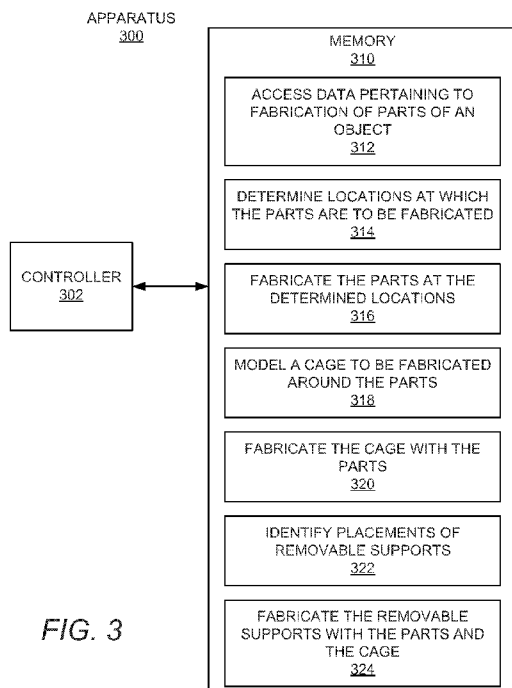 APPARATUS
300
MEMORY
310
ACCESS DATA PERTAINING TO
FABRICATION OF PARTS OF AN
OBJECT
312
DETERMINE LOCATIONS AT WHICH
THE PARTS ARE TO BE FABRICATED
314
CONTROLLER
302
FABRICATE THE PARTS AT THE
DETERMINED LOCATIONS
316
MODEL A CAGE TO BE FABRICATED
AROUND THE PARTS
318
FABRICATE THE CAGE WITH THE
PARTS
320
IDENTIFY PLACEMENTS OF
REMOVABLE SUPPORTS
322
FABRICATE THE REMOVABLE
SUPPORTS WITH THE PARTS AND
THE CAGE
324
FIG. 3